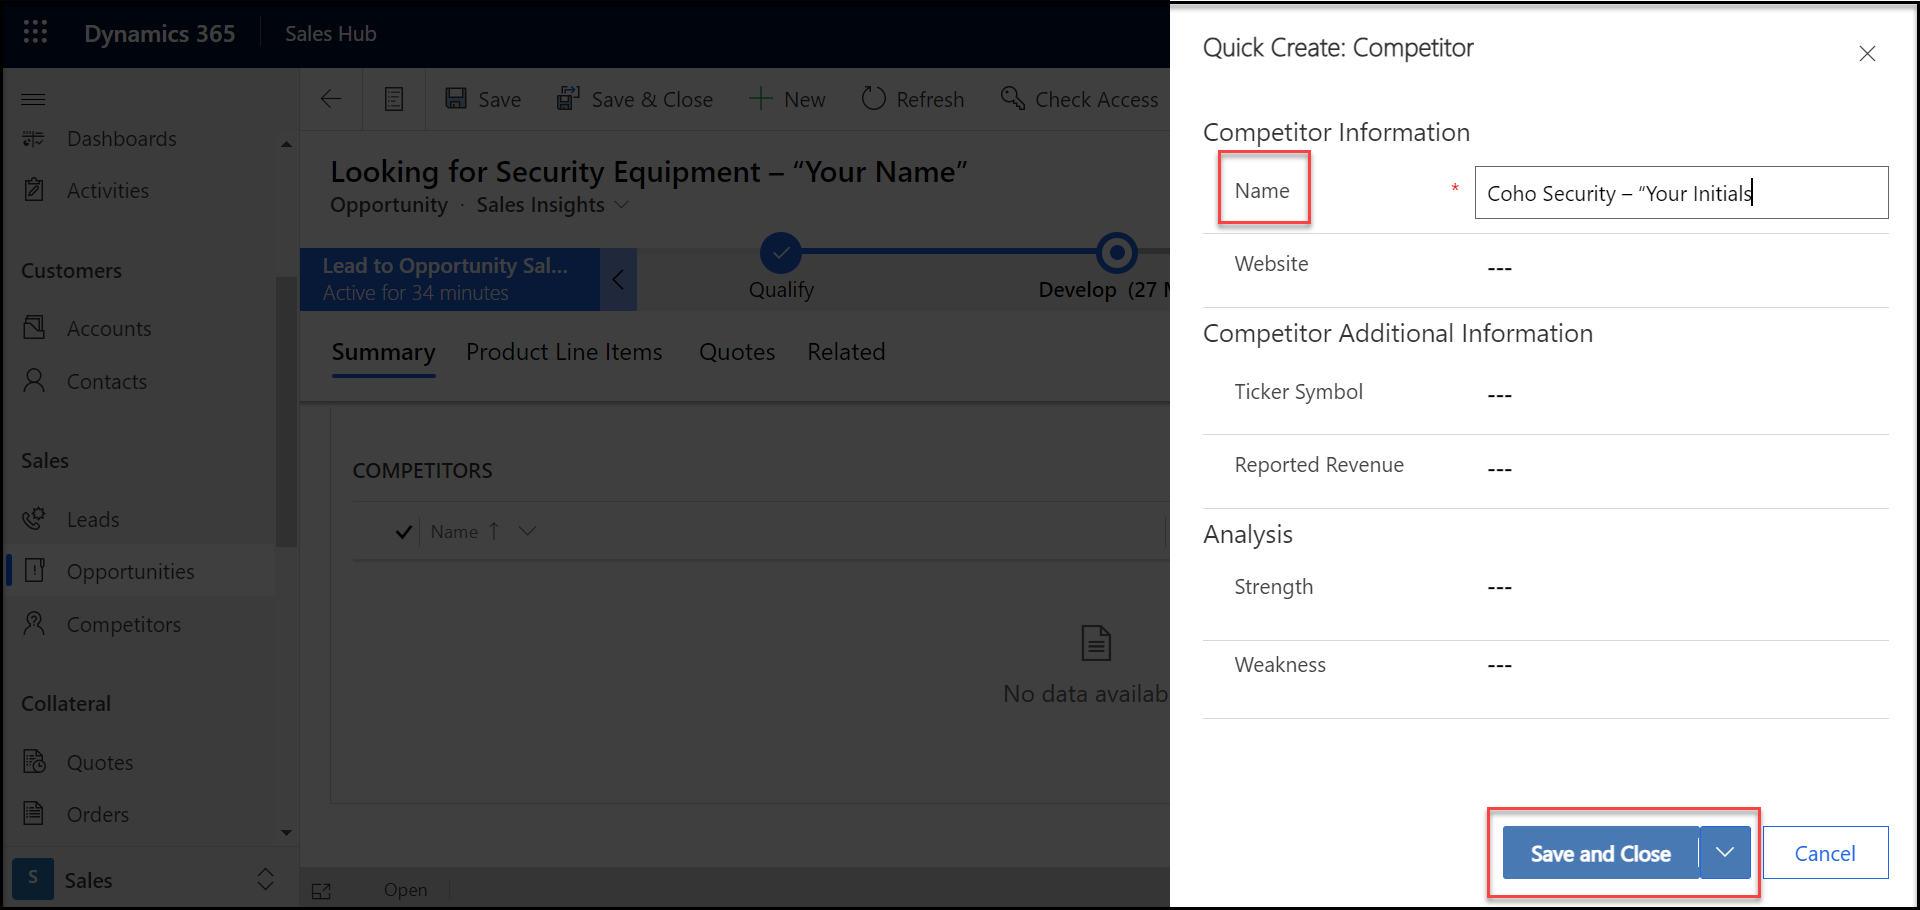 Dynamics 365
Sales Hub
Dashboards
Activities
Customers
Accounts
Contacts
Sales
Leads
Opportunities
Competitors
Collateral
Quotes
Orders
S
Sales
Save
Save & Close
New
Refresh
Check Access
Looking for Security Equipment – “Your Name”
Opportunity · Sales Insights
Lead to Opportunity Sal...
Active for 34 minutes
Qualify
Develop (27 M
Summary
Product Line Items
Quotes
Related
COMPETITORS
Name
No data availab
Open
Quick Create: Competitor
Competitor Information
Name * Coho Security – “Your Initials
Website ---
Competitor Additional Information
Ticker Symbol ---
Reported Revenue ---
Analysis
Strength ---
Weakness ---
Save and Close
Cancel